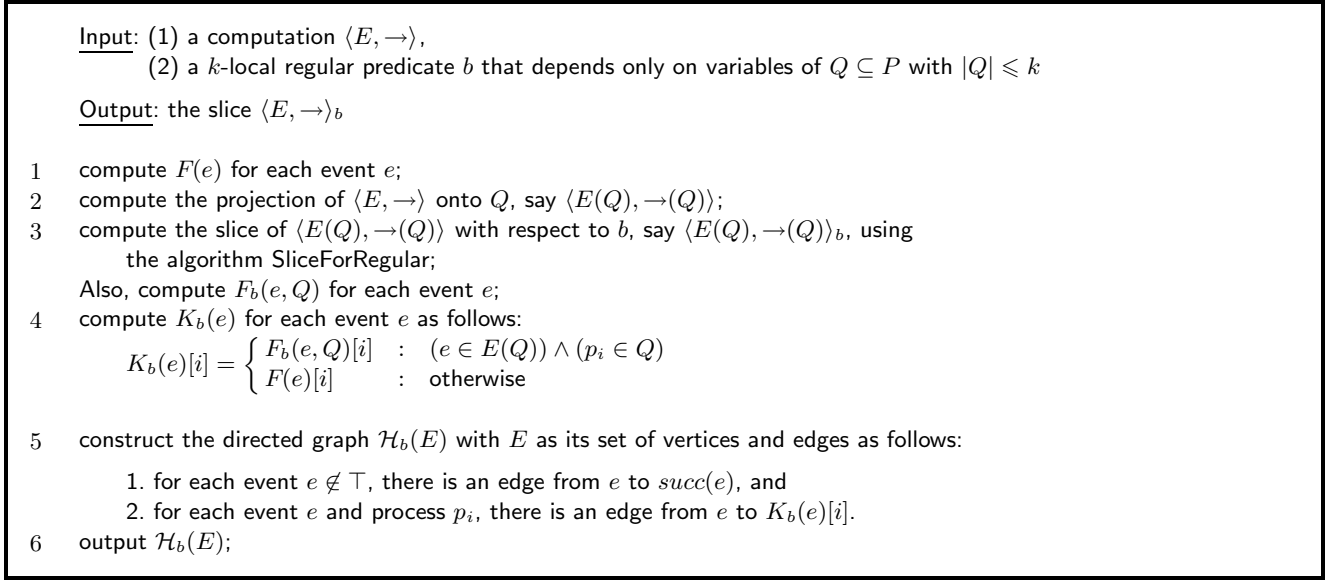 Input: (1) a computation ⟨E, →⟩,
(2) a k-local regular predicate b that depends only on variables of Q ⊆ P with |Q| ⩽ k
Output: the slice ⟨E, →⟩_b
1 compute F(e) for each event e;
2 compute the projection of ⟨E, →⟩ onto Q, say ⟨E(Q), →(Q)⟩;
3 compute the slice of ⟨E(Q), →(Q)⟩ with respect to b, say ⟨E(Q), →(Q)⟩_b, using
the algorithm SliceForRegular;
Also, compute F_b(e, Q) for each event e;
4 compute K_b(e) for each event e as follows:
K_b(e)[i] = { F_b(e, Q)[i] : (e ∈ E(Q)) ∧ (p_i ∈ Q)
F(e)[i] : otherwise
5 construct the directed graph ℋ_b(E) with E as its set of vertices and edges as follows:
1. for each event e ∉ ⊤, there is an edge from e to succ(e), and
2. for each event e and process p_i, there is an edge from e to K_b(e)[i].
6 output ℋ_b(E);